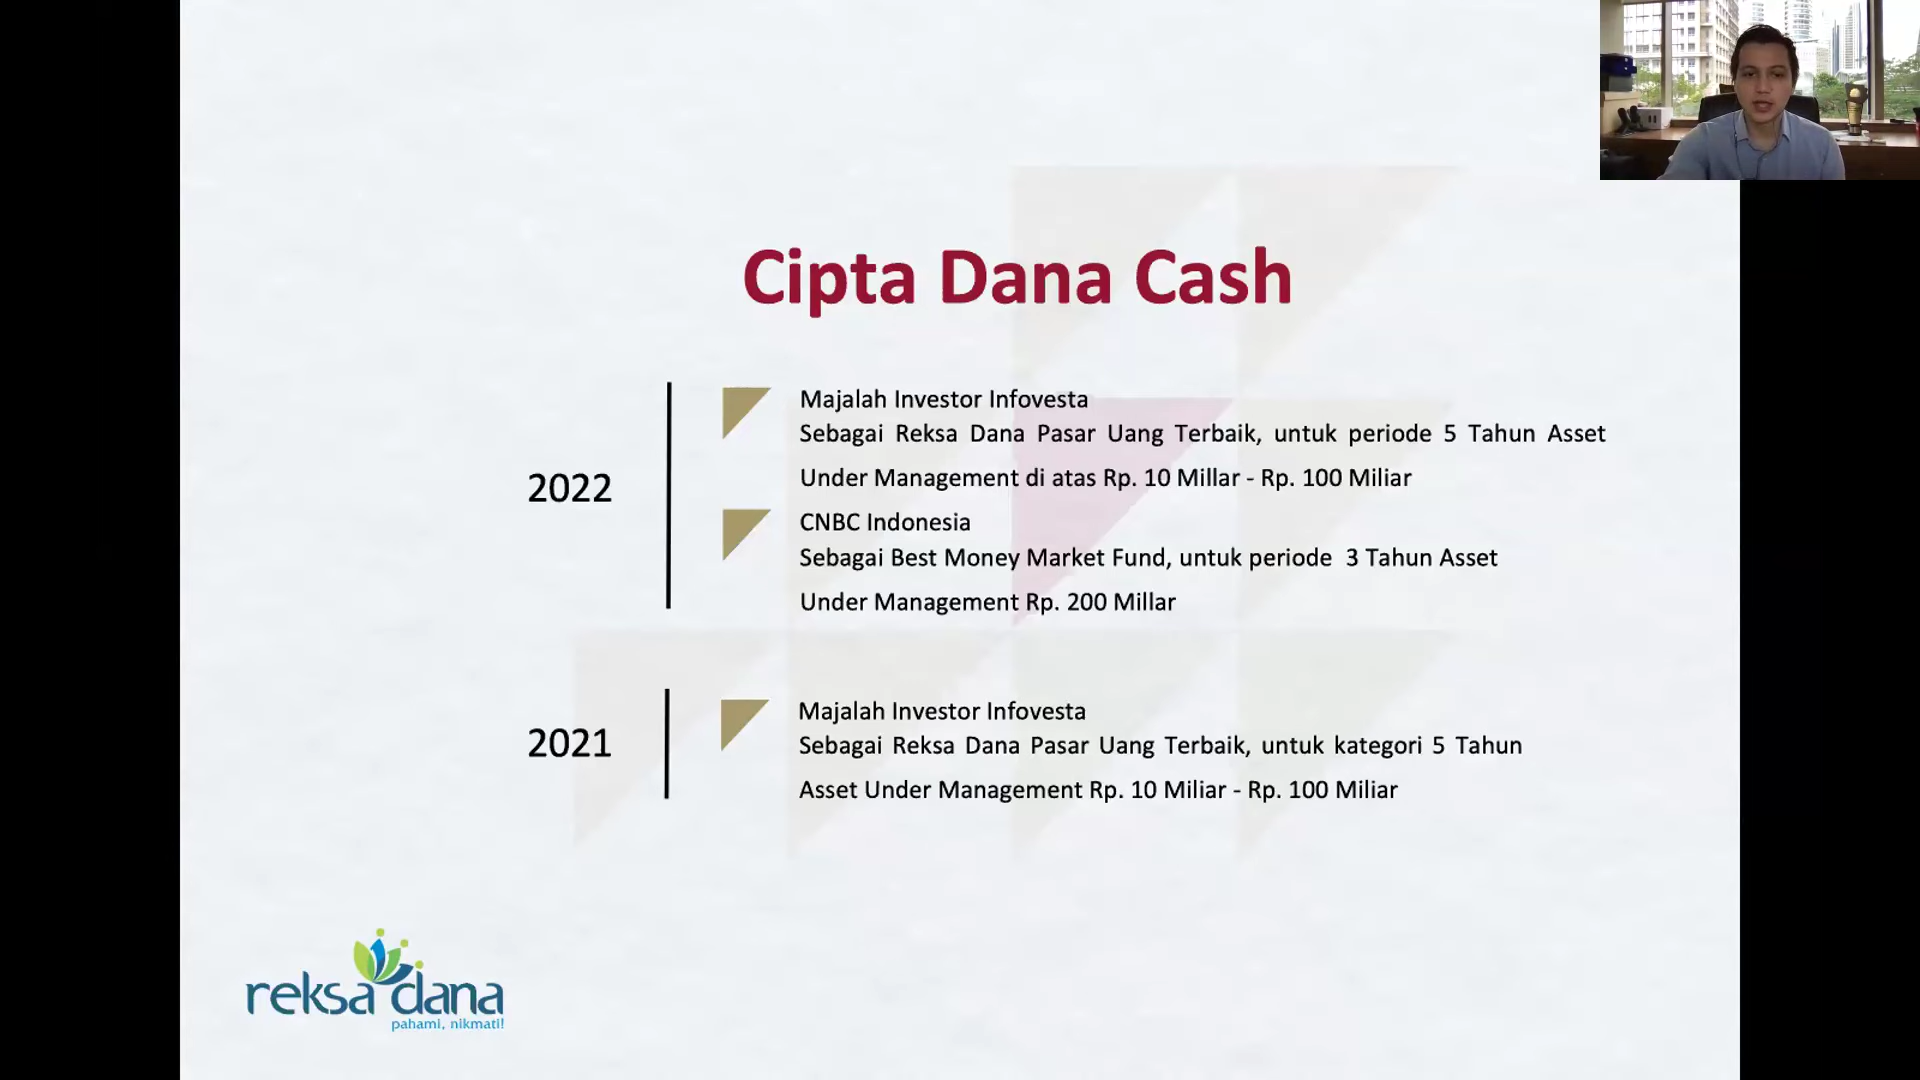 Cipta Dana Cash
2022
Majalah Investor Infovesta
Sebagai Reksa Dana Pasar Uang Terbaik, untuk periode 5 Tahun Asset
Under Management di atas Rp. 10 Millar - Rp. 100 Miliar
CNBC Indonesia
Sebagai Best Money Market Fund, untuk periode 3 Tahun Asset
Under Management Rp. 200 Millar
2021
Majalah Investor Infovesta
Sebagai Reksa Dana Pasar Uang Terbaik, untuk kategori 5 Tahun
Asset Under Management Rp. 10 Miliar - Rp. 100 Miliar
reksa dana
pahami, nikmati!